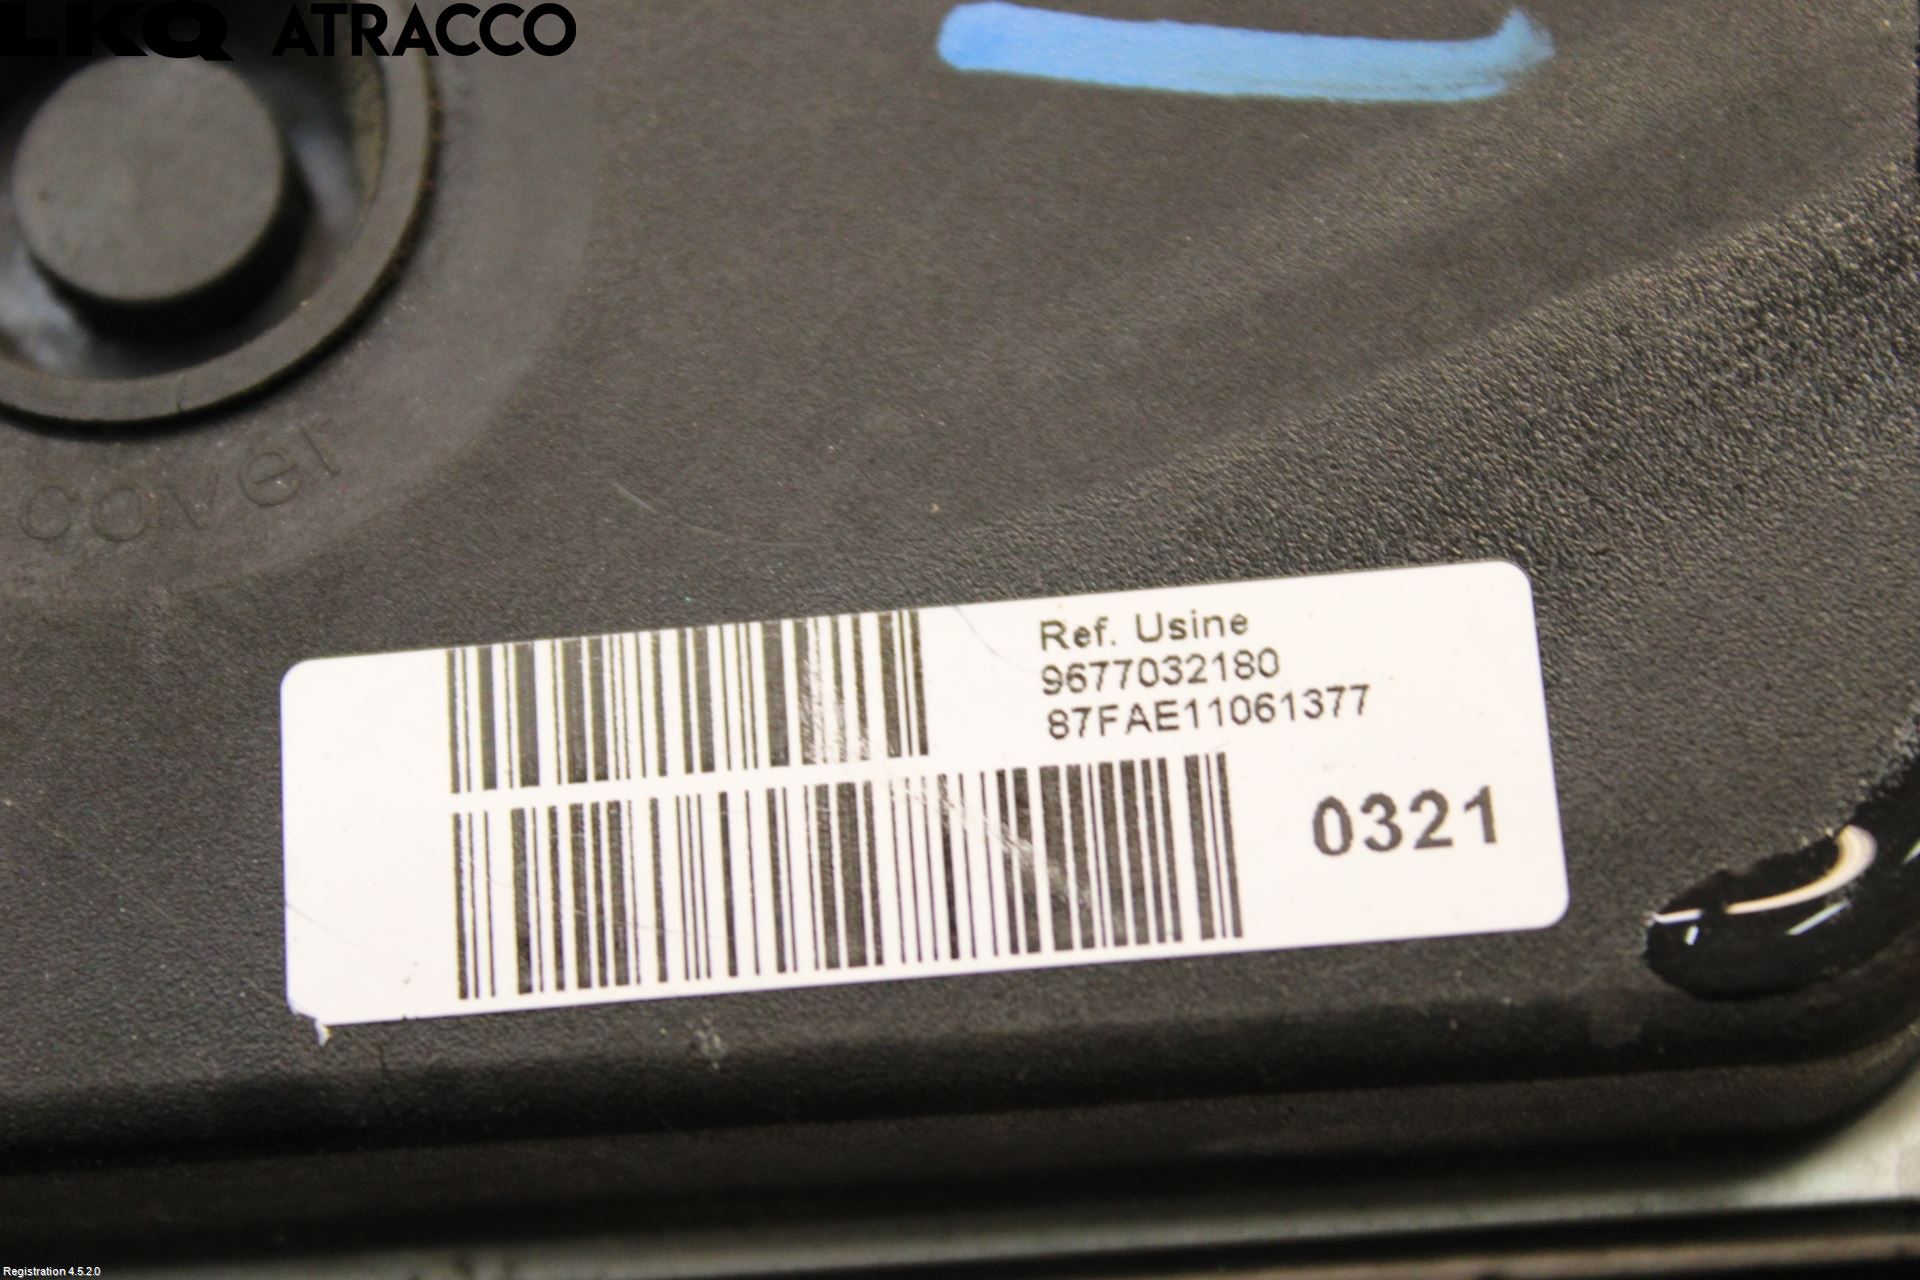 LKQ ATRACCO
cover
Ref. Usine
9677032180
87FAE11061377
0321
Registration 4.5.2.0